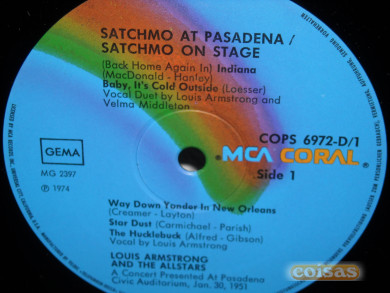 SATCHMO AT PASADENA /
SATCHMO ON STAGE
(Back Home Again In) Indiana
(MacDonald - Hanley)
Baby, It's Cold Outside (Loesser)
Vocal Duet by Louis Armstrong and
Velma Middleton
GEMA
MG 2397
℗ 1974
COPS 6972-D/1
MCA CORAL
Side 1
Way Down Yonder In New Orleans
(Creamer - Layton)
Star Dust (Carmichael - Parish)
The Hucklebuck (Alfred - Gibson)
Vocal by Louis Armstrong
LOUIS ARMSTRONG
AND THE ALLSTARS
A Concert Presented At Pasadena
Civic Auditorium, Jan. 30, 1951
coisas